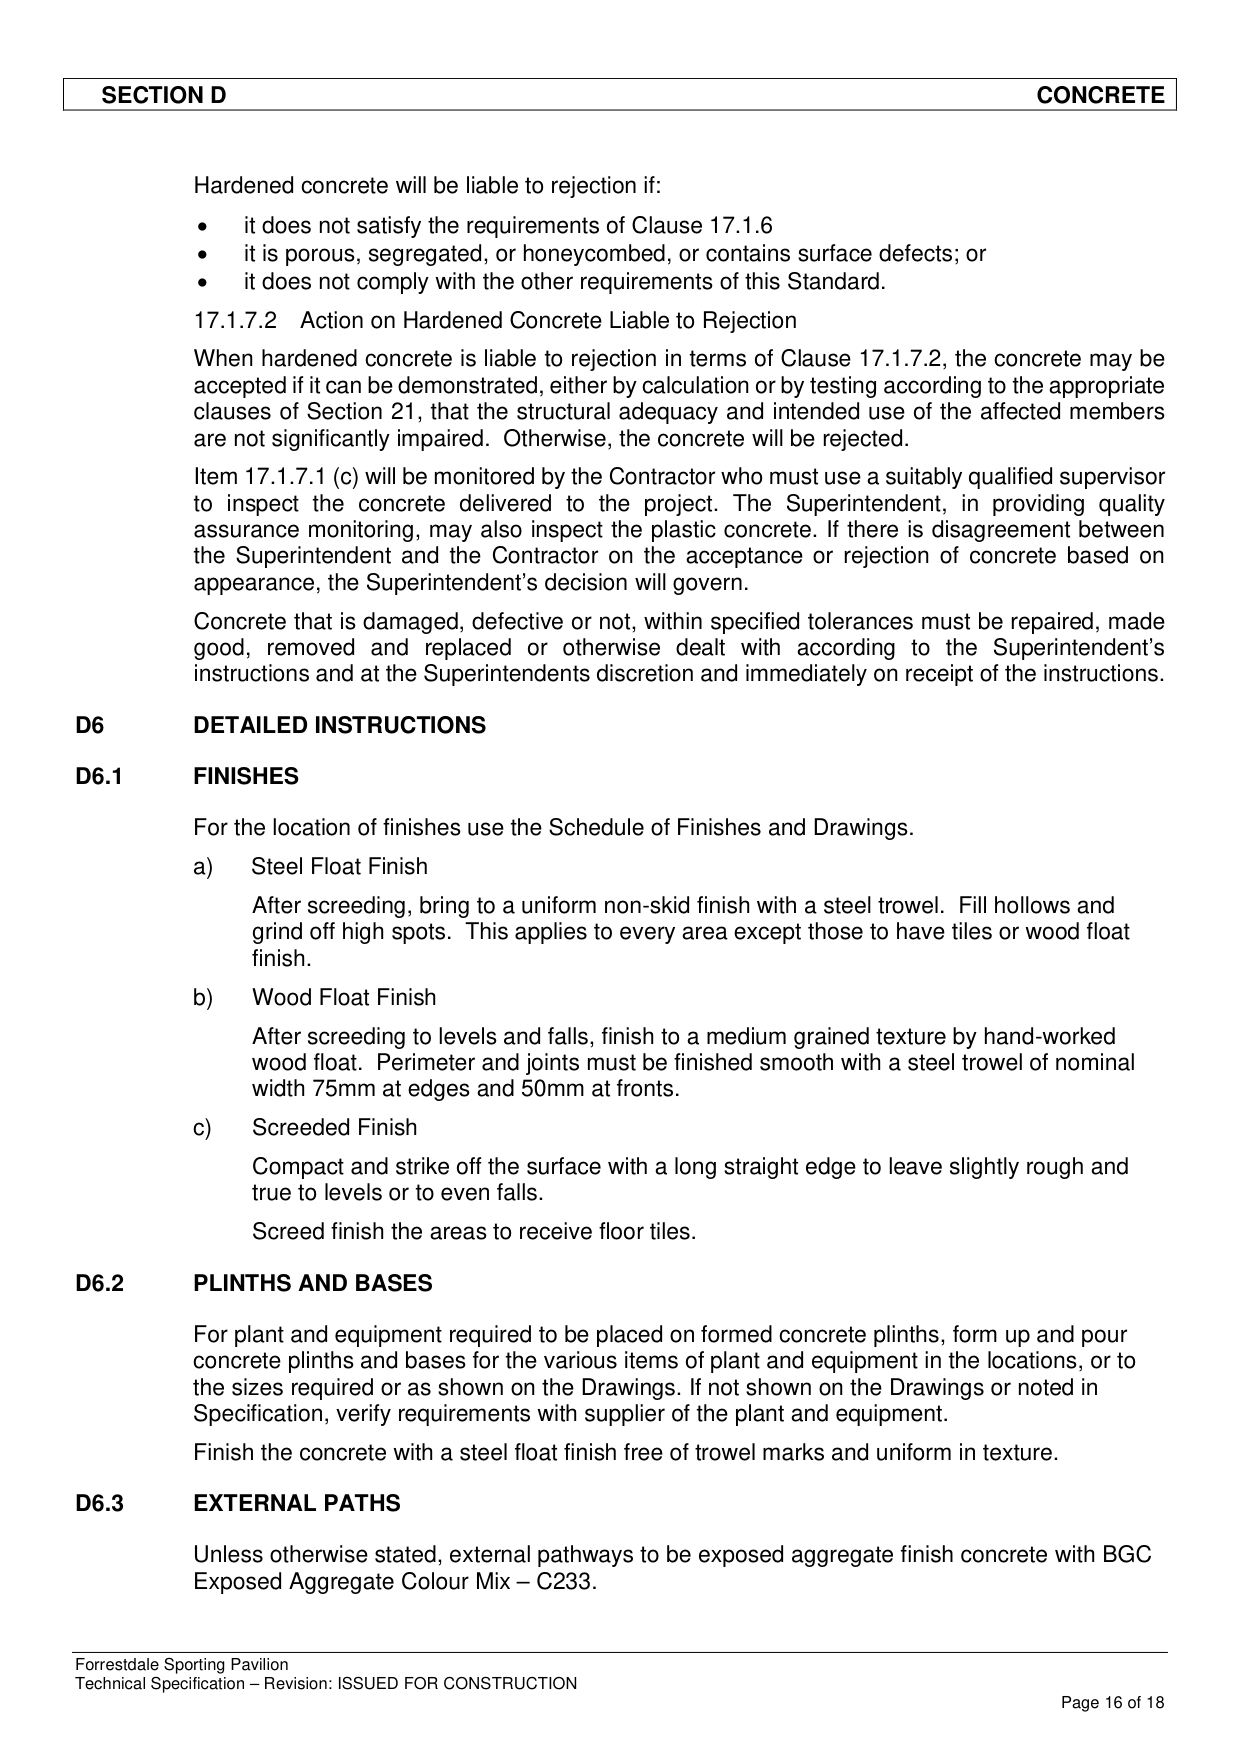 SECTION D CONCRETE
Hardened concrete will be liable to rejection if:
• it does not satisfy the requirements of Clause 17.1.6
• it is porous, segregated, or honeycombed, or contains surface defects; or
• it does not comply with the other requirements of this Standard.
17.1.7.2 Action on Hardened Concrete Liable to Rejection
When hardened concrete is liable to rejection in terms of Clause 17.1.7.2, the concrete may be
accepted if it can be demonstrated, either by calculation or by testing according to the appropriate
clauses of Section 21, that the structural adequacy and intended use of the affected members
are not significantly impaired. Otherwise, the concrete will be rejected.
Item 17.1.7.1 (c) will be monitored by the Contractor who must use a suitably qualified supervisor
to inspect the concrete delivered to the project. The Superintendent, in providing quality
assurance monitoring, may also inspect the plastic concrete. If there is disagreement between
the Superintendent and the Contractor on the acceptance or rejection of concrete based on
appearance, the Superintendent’s decision will govern.
Concrete that is damaged, defective or not, within specified tolerances must be repaired, made
good, removed and replaced or otherwise dealt with according to the Superintendent’s
instructions and at the Superintendents discretion and immediately on receipt of the instructions.
D6 DETAILED INSTRUCTIONS
D6.1 FINISHES
For the location of finishes use the Schedule of Finishes and Drawings.
a) Steel Float Finish
After screeding, bring to a uniform non-skid finish with a steel trowel. Fill hollows and
grind off high spots. This applies to every area except those to have tiles or wood float
finish.
b) Wood Float Finish
After screeding to levels and falls, finish to a medium grained texture by hand-worked
wood float. Perimeter and joints must be finished smooth with a steel trowel of nominal
width 75mm at edges and 50mm at fronts.
c) Screeded Finish
Compact and strike off the surface with a long straight edge to leave slightly rough and
true to levels or to even falls.
Screed finish the areas to receive floor tiles.
D6.2 PLINTHS AND BASES
For plant and equipment required to be placed on formed concrete plinths, form up and pour
concrete plinths and bases for the various items of plant and equipment in the locations, or to
the sizes required or as shown on the Drawings. If not shown on the Drawings or noted in
Specification, verify requirements with supplier of the plant and equipment.
Finish the concrete with a steel float finish free of trowel marks and uniform in texture.
D6.3 EXTERNAL PATHS
Unless otherwise stated, external pathways to be exposed aggregate finish concrete with BGC
Exposed Aggregate Colour Mix – C233.
Forrestdale Sporting Pavilion
Technical Specification – Revision: ISSUED FOR CONSTRUCTION
Page 16 of 18